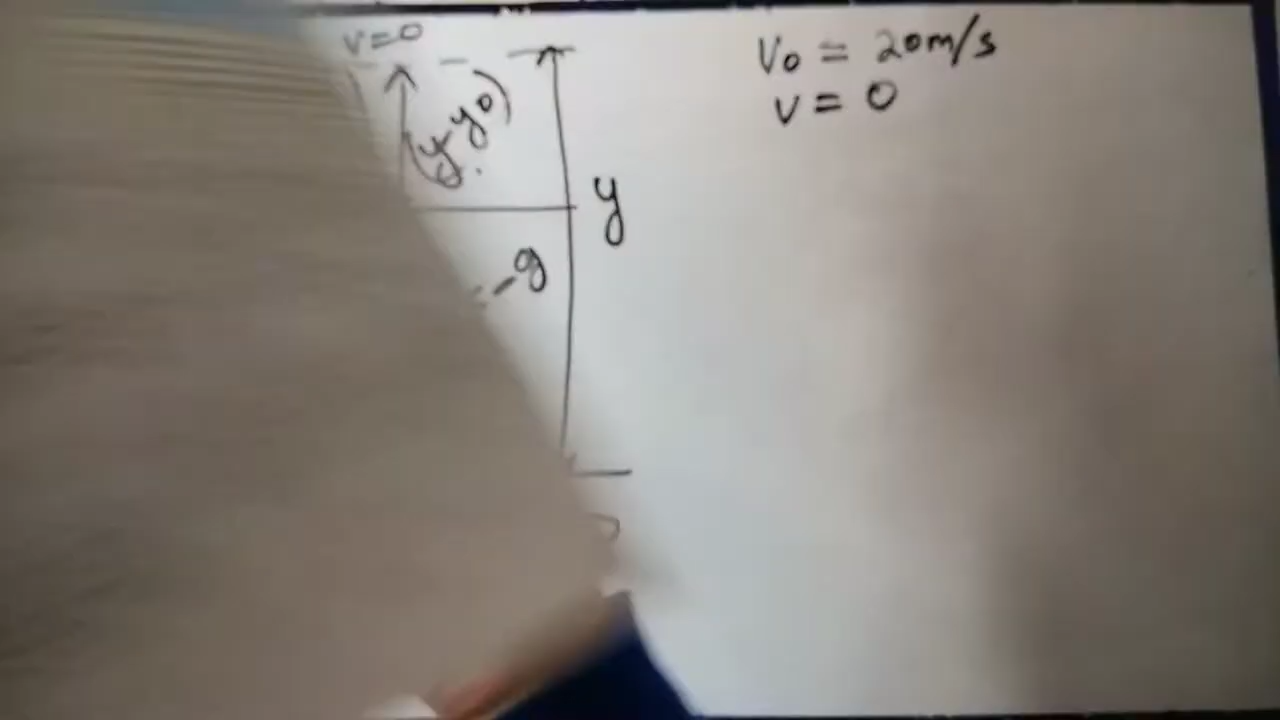 v=0
(y-y0)
y
-g
V0 = 20m/s
v = 0